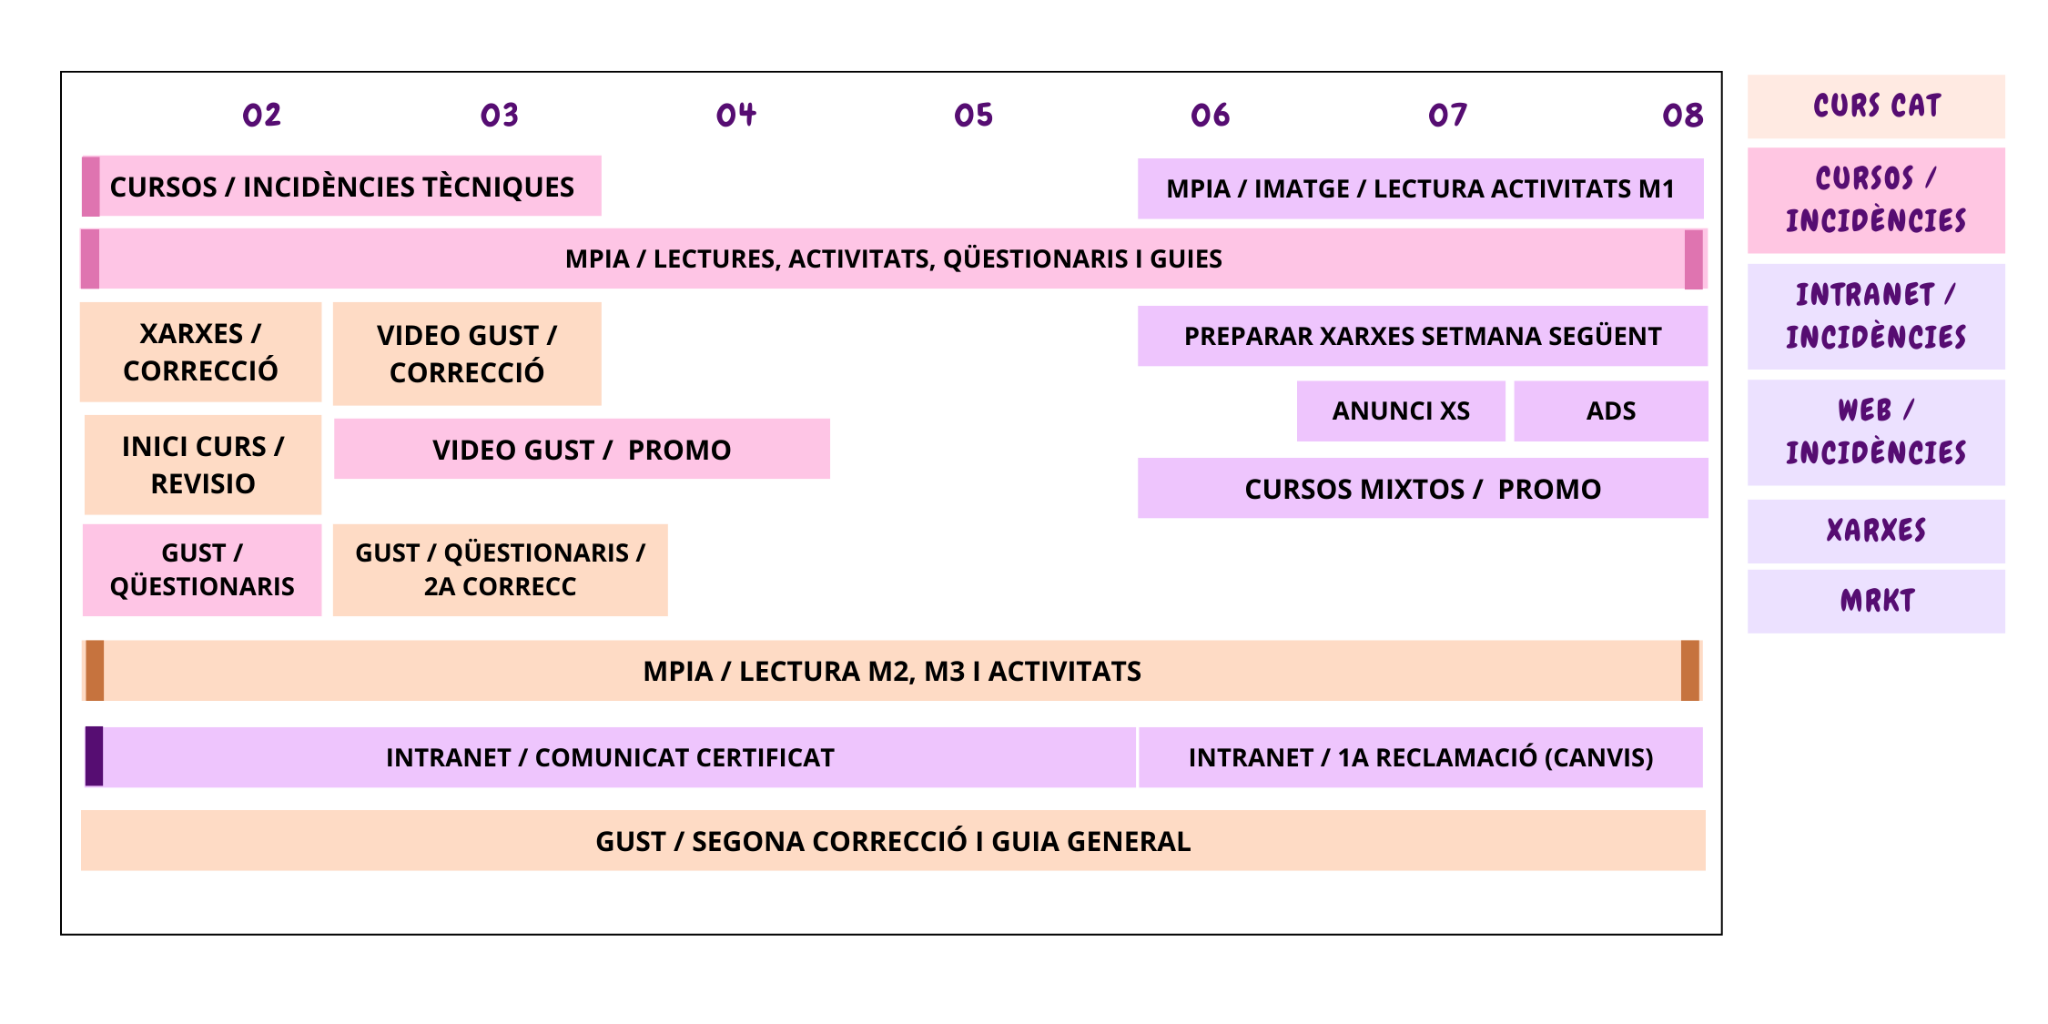 02 03 04 05 06 07 08
CURSOS / INCIDÈNCIES TÈCNIQUES
MPIA / IMATGE / LECTURA ACTIVITATS M1
MPIA / LECTURES, ACTIVITATS, QÜESTIONARIS I GUIES
XARXES /
CORRECCIÓ
VIDEO GUST /
CORRECCIÓ
PREPARAR XARXES SETMANA SEGÜENT
ANUNCI XS
ADS
INICI CURS /
REVISIO
VIDEO GUST / PROMO
CURSOS MIXTOS / PROMO
GUST /
QÜESTIONARIS
GUST / QÜESTIONARIS /
2A CORRECC
MPIA / LECTURA M2, M3 I ACTIVITATS
INTRANET / COMUNICAT CERTIFICAT
INTRANET / 1A RECLAMACIÓ (CANVIS)
GUST / SEGONA CORRECCIÓ I GUIA GENERAL
CURS CAT
CURSOS /
INCIDÈNCIES
INTRANET /
INCIDÈNCIES
WEB /
INCIDÈNCIES
XARXES
MRKT